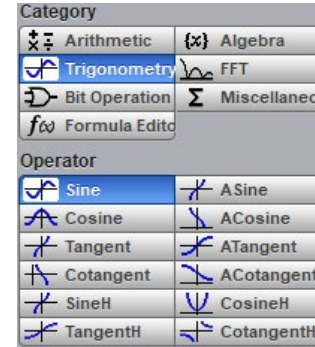 Category
Arithmetic {x} Algebra
Trigonometry FFT
Bit Operation Σ Miscellanec
f(x) Formula Edito
Operator
Sine ASine
Cosine ACosine
Tangent ATangent
Cotangent ACotangent
SineH CosineH
TangentH CotangentH